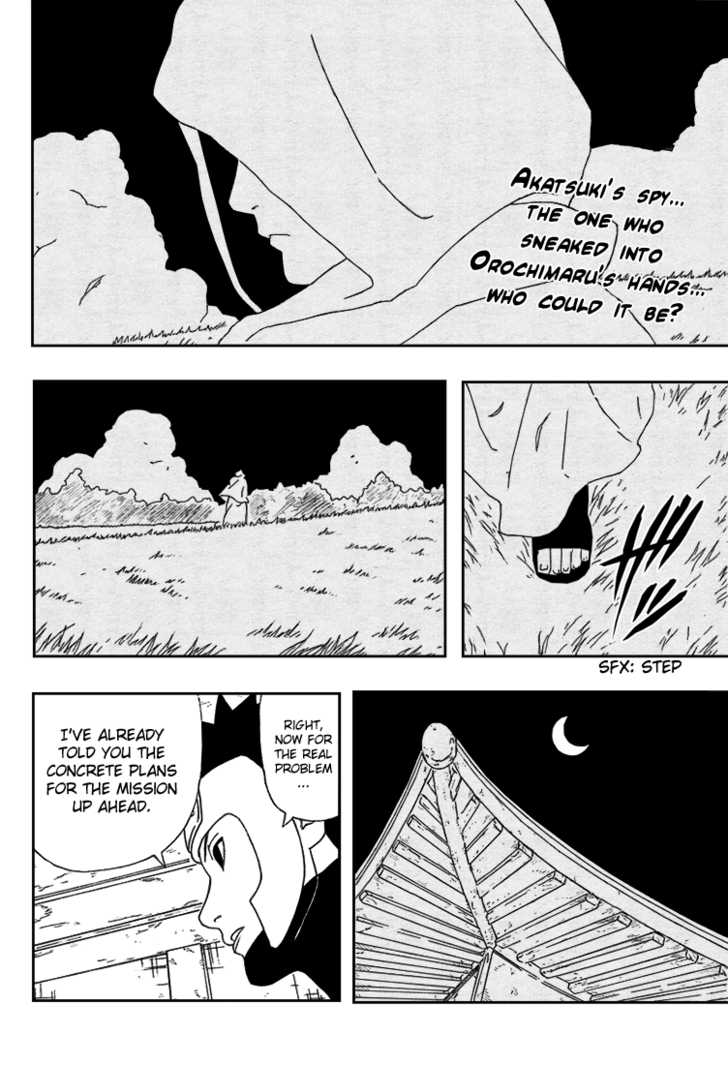 AKATSUKI'S SPY...
THE ONE WHO
SNEAKED INTO
OROCHIMARU'S HANDS...
WHO COULD IT BE?
SFX: STEP
RIGHT,
NOW FOR
THE REAL
PROBLEM
...
I'VE ALREADY
TOLD YOU THE
CONCRETE PLANS
FOR THE MISSION
UP AHEAD.